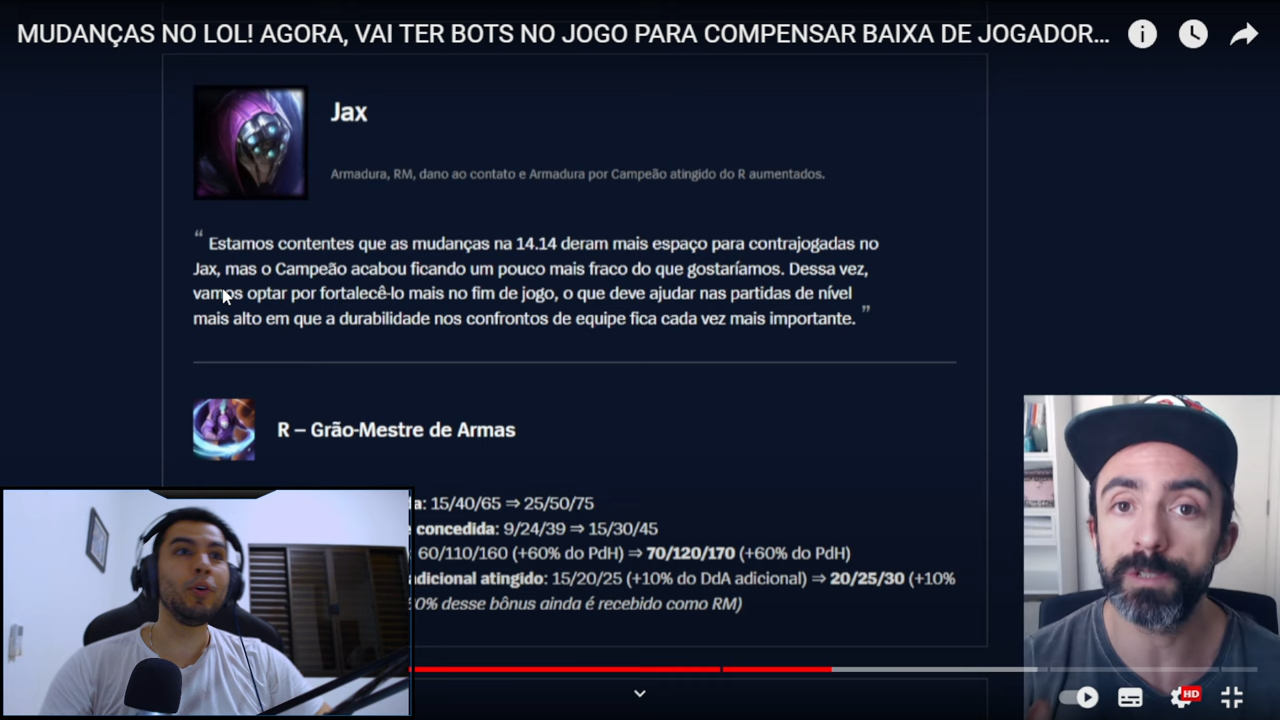 MUDANÇAS NO LOL! AGORA, VAI TER BOTS NO JOGO PARA COMPENSAR BAIXA DE JOGADOR...
Jax
Armadura, RM, dano ao contato e Armadura por Campeão atingido do R aumentados.
“ Estamos contentes que as mudanças na 14.14 deram mais espaço para contrajogadas no
Jax, mas o Campeão acabou ficando um pouco mais fraco do que gostaríamos. Dessa vez,
vamos optar por fortalecê-lo mais no fim de jogo, o que deve ajudar nas partidas de nível
mais alto em que a durabilidade nos confrontos de equipe fica cada vez mais importante. ”
R – Grão-Mestre de Armas
a: 15/40/65 ⇒ 25/50/75
concedida: 9/24/39 ⇒ 15/30/45
60/110/160 (+60% do PdH) ⇒ 70/120/170 (+60% do PdH)
dicional atingido: 15/20/25 (+10% do DdA adicional) ⇒ 20/25/30 (+10%
0% desse bônus ainda é recebido como RM)
HD